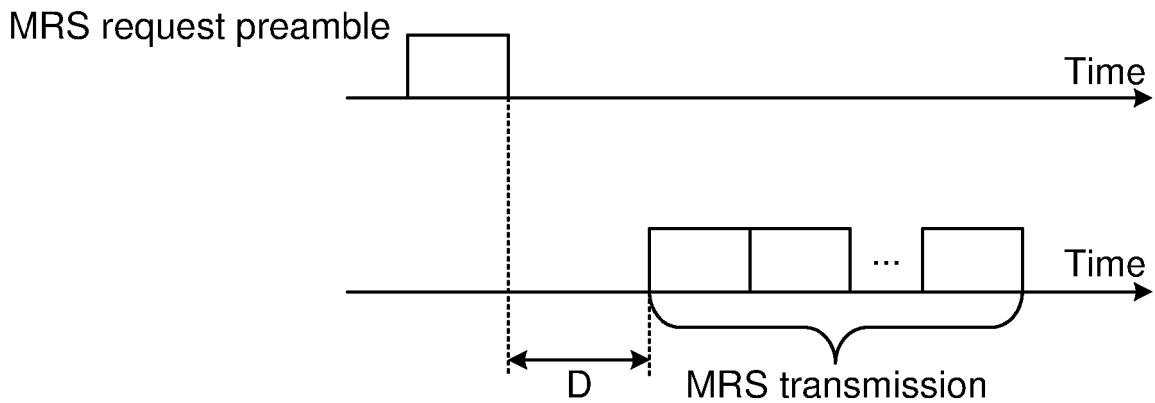 MRS request preamble
Time
...
Time
D
MRS transmission